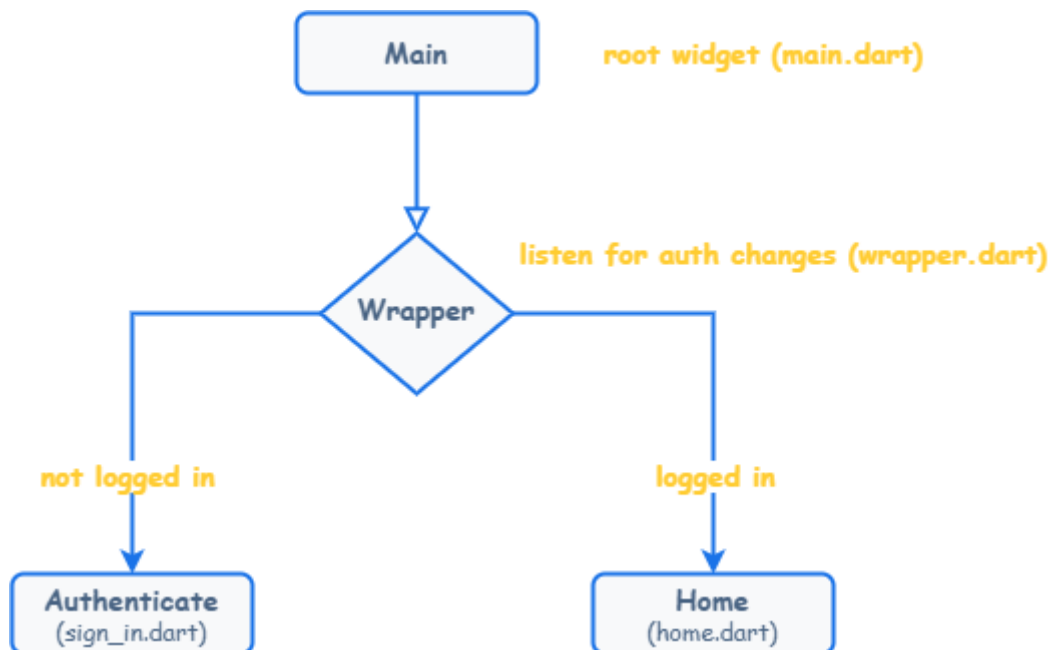 Main
root widget (main.dart)
listen for auth changes (wrapper.dart)
Wrapper
not logged in
logged in
Authenticate
(sign_in.dart)
Home
(home.dart)